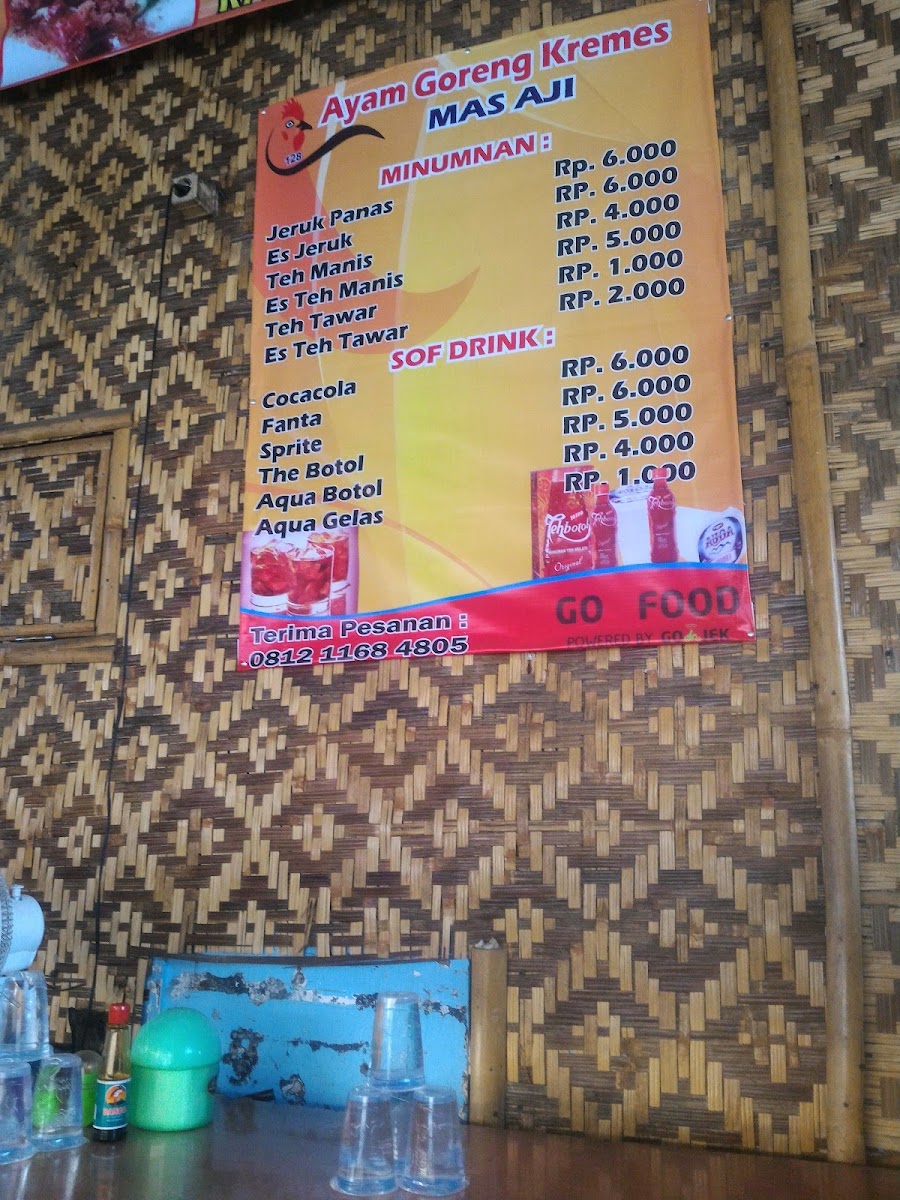 Ayam Goreng Kremes
MAS AJI
128
MINUMNAN :
Jeruk Panas Rp. 6.000
Es Jeruk RP. 6.000
Teh Manis RP. 4.000
Es Teh Manis RP. 5.000
Teh Tawar RP. 1.000
Es Teh Tawar RP. 2.000
SOF DRINK :
Cocacola RP. 6.000
Fanta RP. 6.000
Sprite RP. 5.000
The Botol RP. 4.000
Aqua Botol RP. 1.000
Aqua Gelas
Tehbotol
Original
AQUA
Terima Pesanan :
0812 1168 4805
GO FOOD
POWERED BY GO JEK